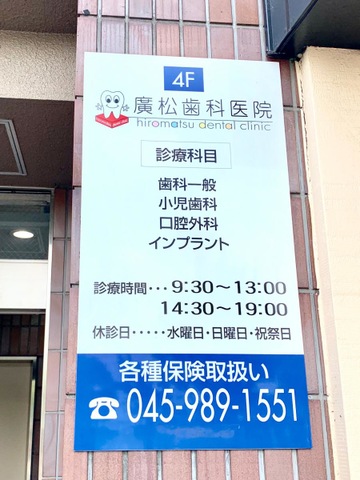 4F
廣松歯科医院
hiromatsu dental clinic
診療科目
歯科一般
小児歯科
口腔外科
インプラント
診療時間･･･9:30〜13:00
14:30〜19:00
休診日･････水曜日･日曜日･祝祭日
各種保険取扱い
☎045-989-1551